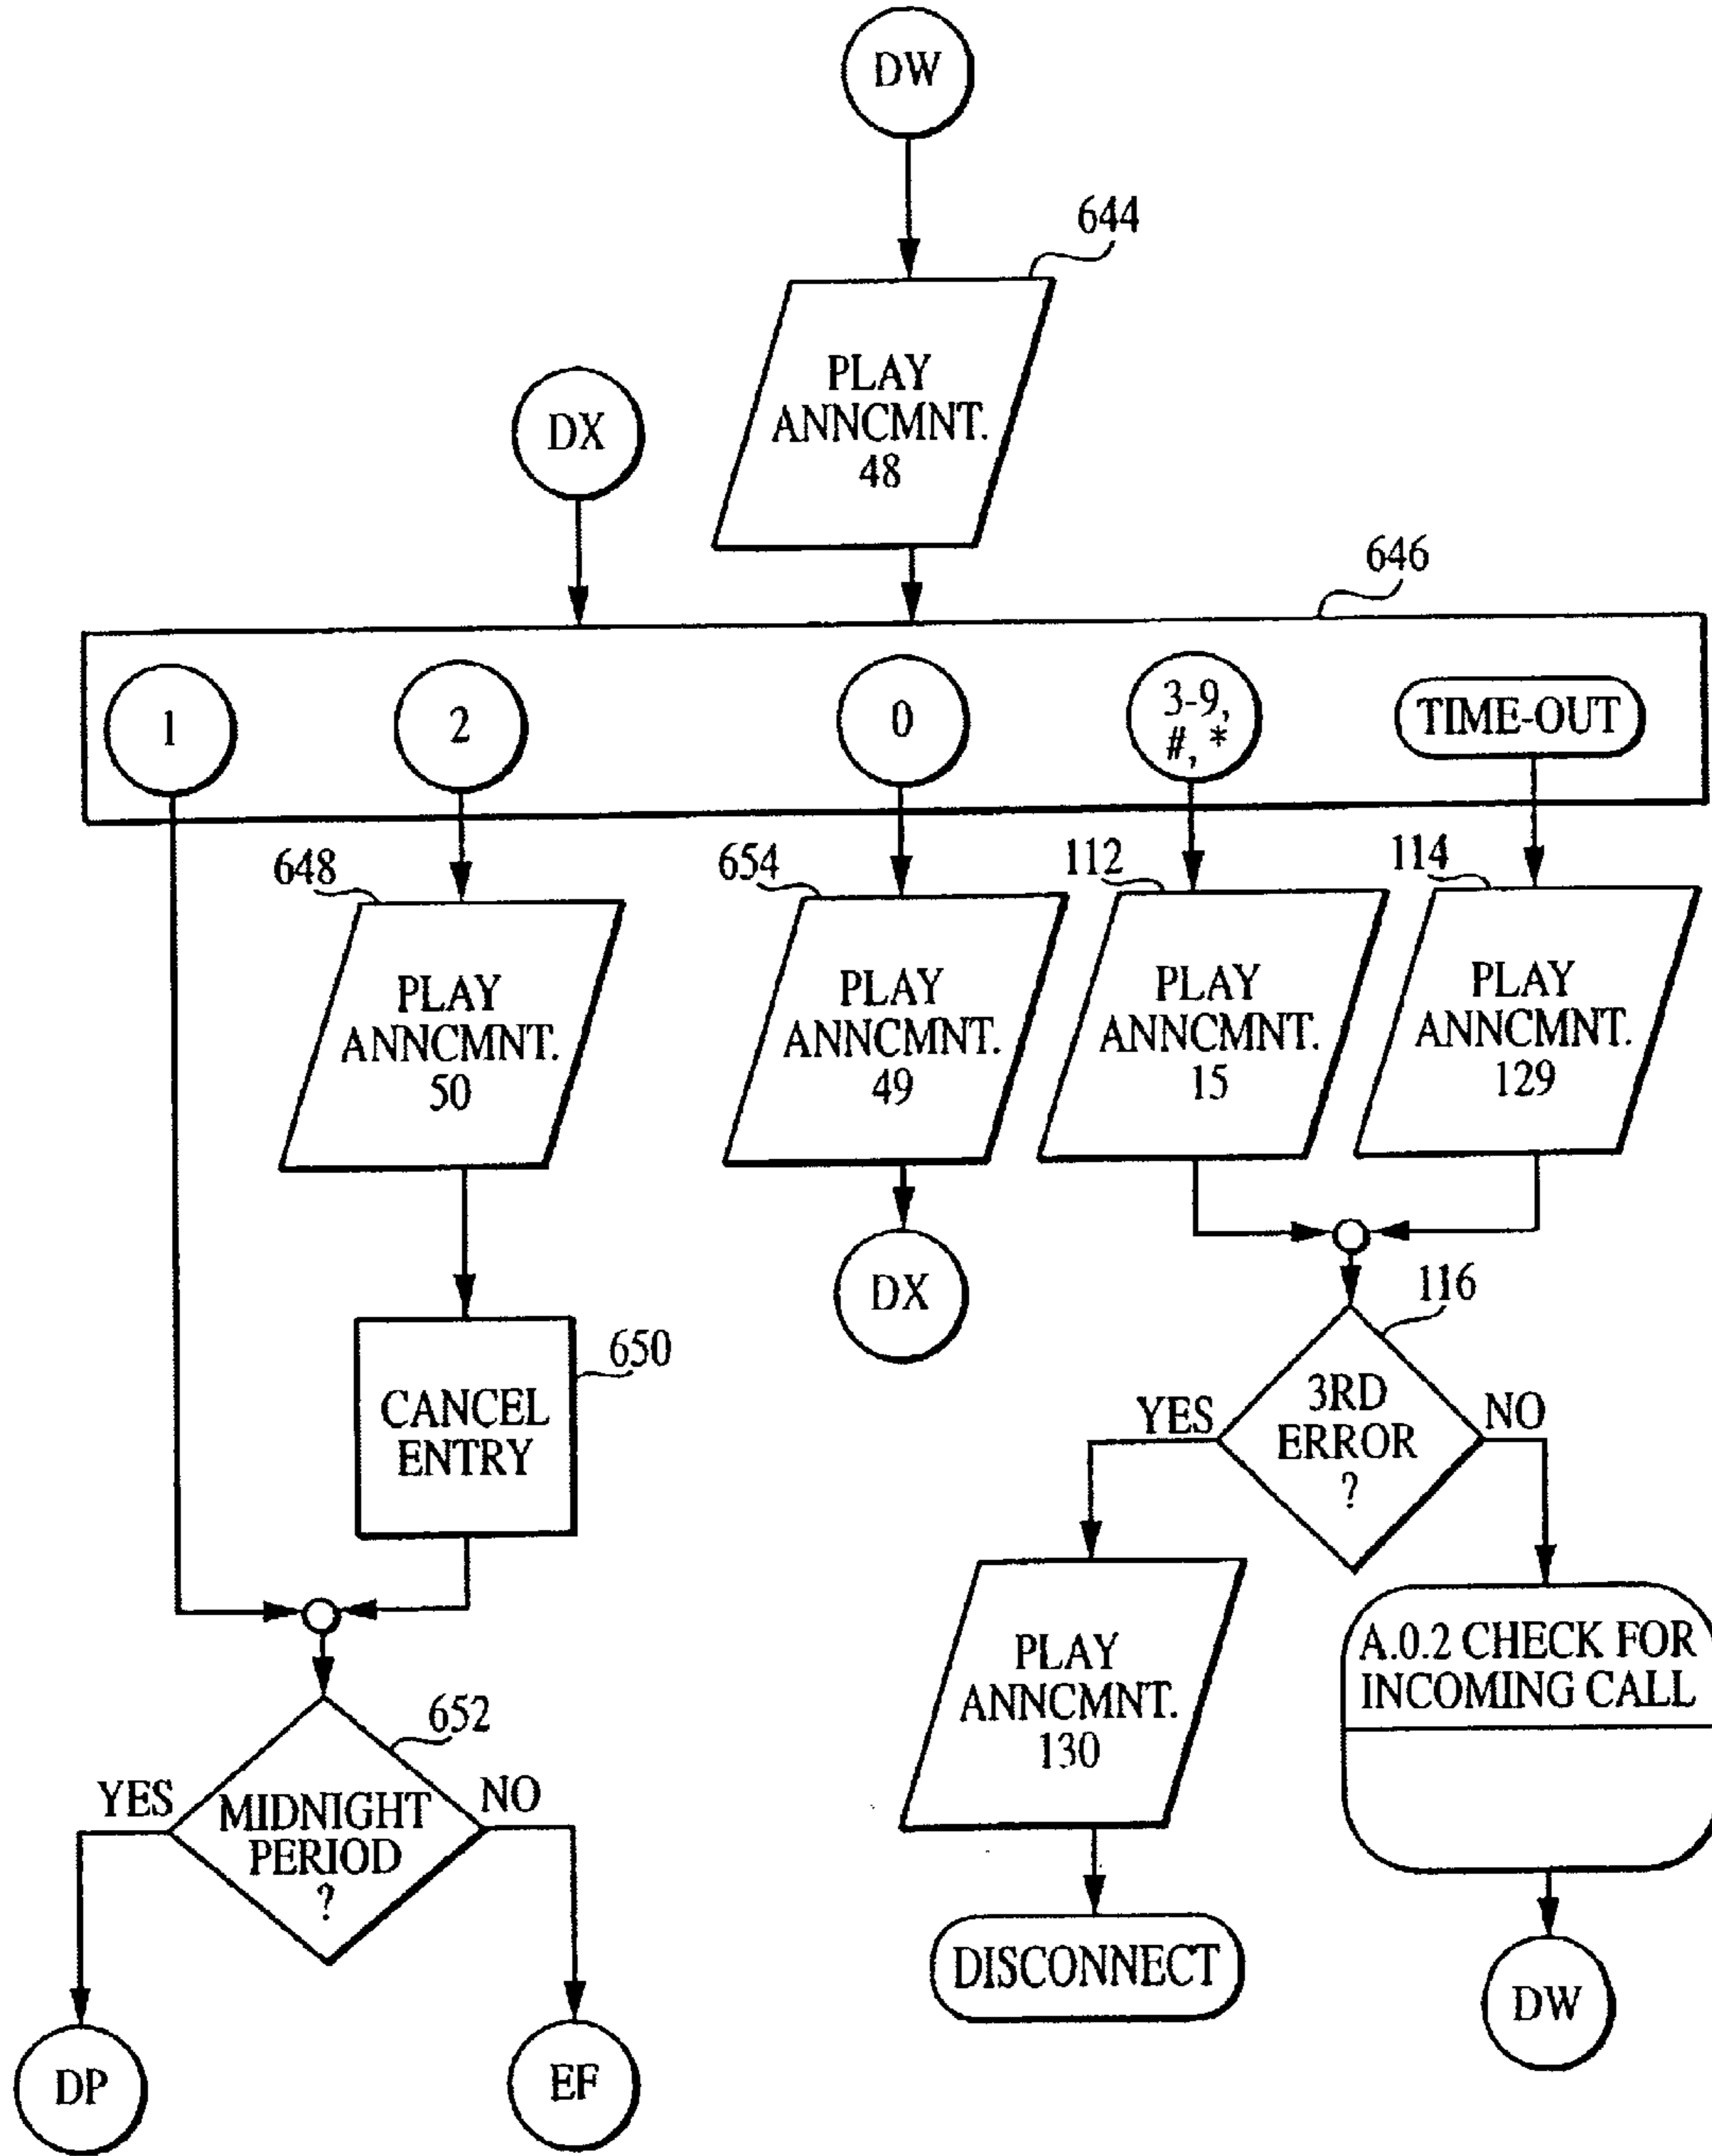 DW
644
PLAY
ANNCMNT.
48
DX
646
1
2
0
3-9,
#, *
TIME-OUT
648
654
112
114
PLAY
ANNCMNT.
50
PLAY
ANNCMNT.
49
PLAY
ANNCMNT.
15
PLAY
ANNCMNT.
129
DX
116
650
CANCEL
ENTRY
YES
3RD
ERROR
?
NO
PLAY
ANNCMNT.
130
A.0.2 CHECK FOR
INCOMING CALL
652
YES
MIDNIGHT
PERIOD
?
NO
DISCONNECT
DW
DP
EF